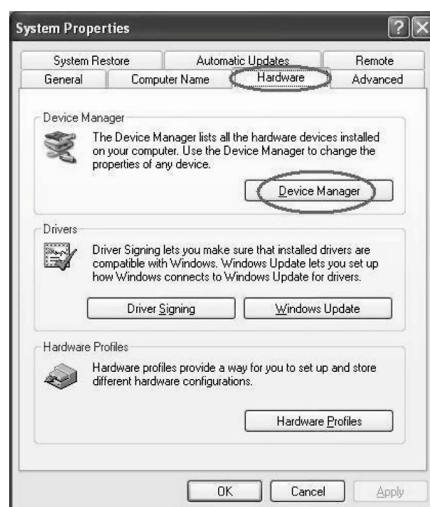 System Properties
System Restore Automatic Updates Remote
General Computer Name Hardware Advanced
Device Manager
The Device Manager lists all the hardware devices installed
on your computer. Use the Device Manager to change the
properties of any device.
Device Manager
Drivers
Driver Signing lets you make sure that installed drivers are
compatible with Windows. Windows Update lets you set up
how Windows connects to Windows Update for drivers.
Driver Signing Windows Update
Hardware Profiles
Hardware profiles provide a way for you to set up and store
different hardware configurations.
Hardware Profiles
OK Cancel Apply